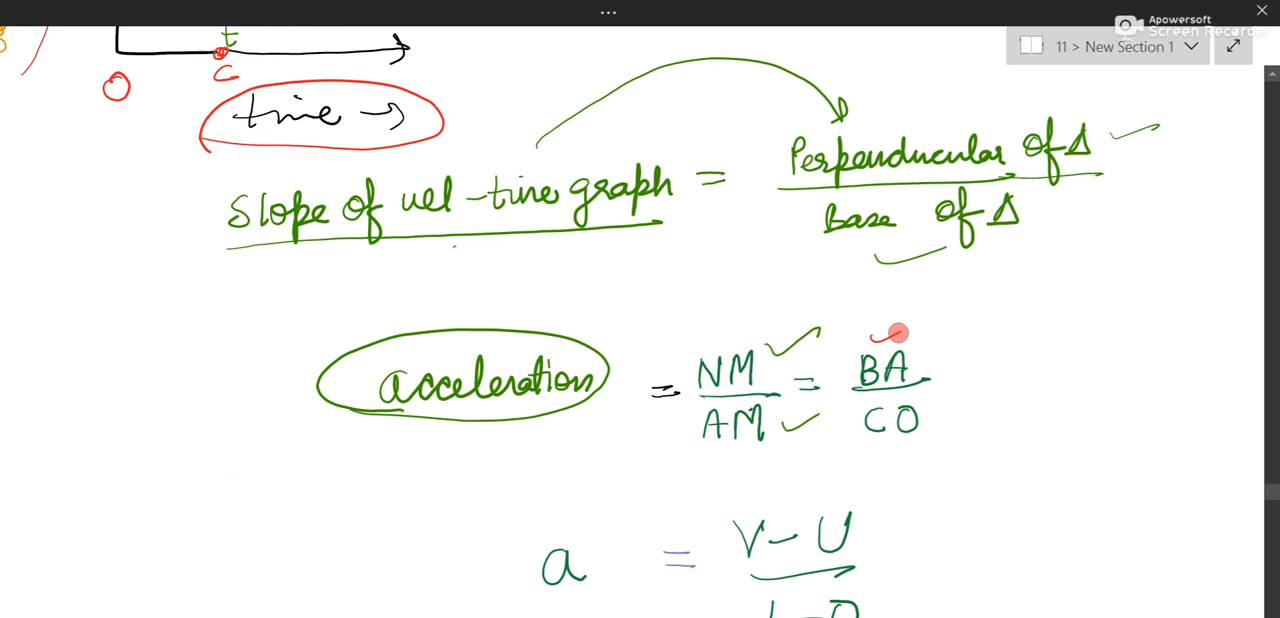 ...
Apowersoft
Screen Recorder
11 > New Section 1
t
C
O
time →
Slope of vel-time graph = Perpenducular of Δ
Base of Δ
acceleration = NM = BA
AM CO
a = V-U